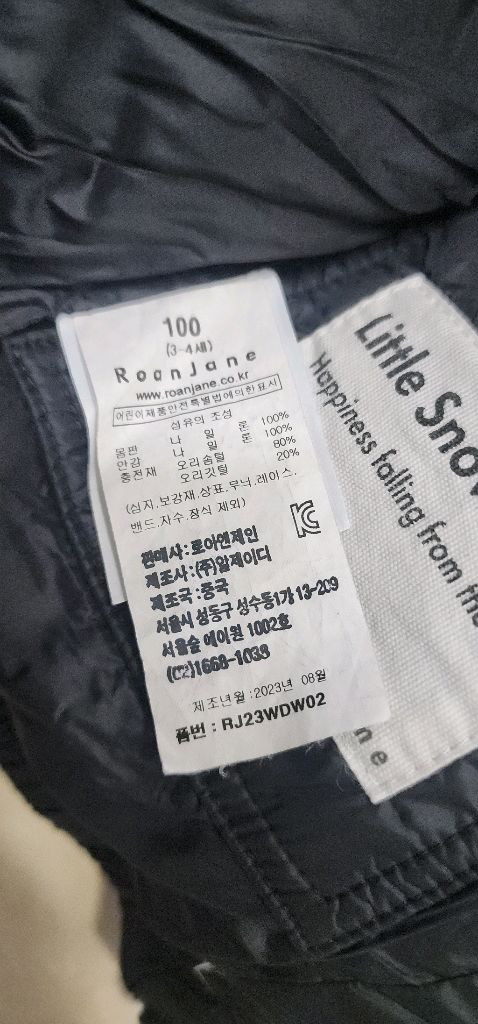 100
(3-4세)
RoanJane
www.roanjane.co.kr
어린이제품안전특별법에의한표시
섬유의 조성
몸판 나 일 론 100%
안감 나 일 론 100%
충전재 오리솜털 80%
오리깃털 20%
(심지.보강재.상표.무늬.레이스.
밴드.자수.장식 제외)
판매사:로아앤제인
제조사:(주)알제이디
제조국:중국
서울시 성동구 성수동1가 13-209
서울숲 에이원 1002호
(02)1668-1039
제조년월:2023년 08월
품번 : RJ23WDW02
Little Snow
Happiness falling from the
ne